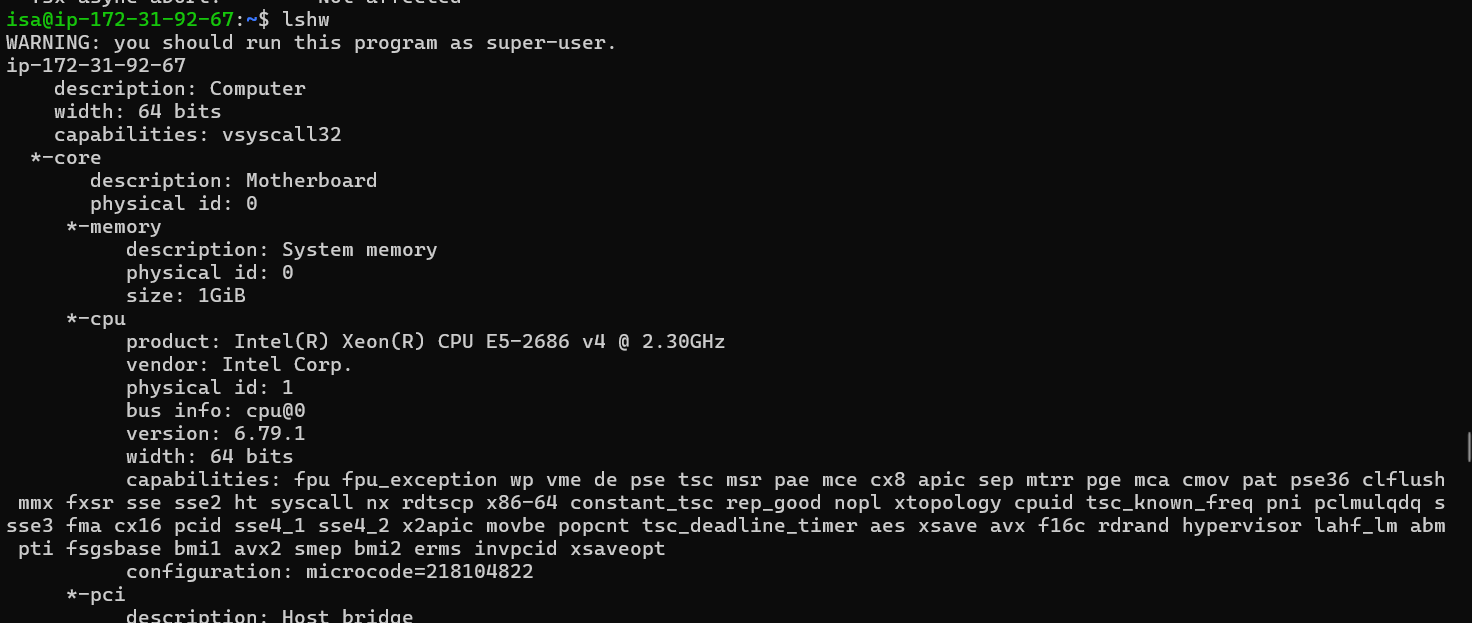 isa@ip-172-31-92-67:~$ lshw
WARNING: you should run this program as super-user.
ip-172-31-92-67
    description: Computer
    width: 64 bits
    capabilities: vsyscall32
  *-core
       description: Motherboard
       physical id: 0
     *-memory
          description: System memory
          physical id: 0
          size: 1GiB
     *-cpu
          product: Intel(R) Xeon(R) CPU E5-2686 v4 @ 2.30GHz
          vendor: Intel Corp.
          physical id: 1
          bus info: cpu@0
          version: 6.79.1
          width: 64 bits
          capabilities: fpu fpu_exception wp vme de pse tsc msr pae mce cx8 apic sep mtrr pge mca cmov pat pse36 clflush
 mmx fxsr sse sse2 ht syscall nx rdtscp x86-64 constant_tsc rep_good nopl xtopology cpuid tsc_known_freq pni pclmulqdq s
sse3 fma cx16 pcid sse4_1 sse4_2 x2apic movbe popcnt tsc_deadline_timer aes xsave avx f16c rdrand hypervisor lahf_lm abm
 pti fsgsbase bmi1 avx2 smep bmi2 erms invpcid xsaveopt
          configuration: microcode=218104822
     *-pci
          description: Host bridge